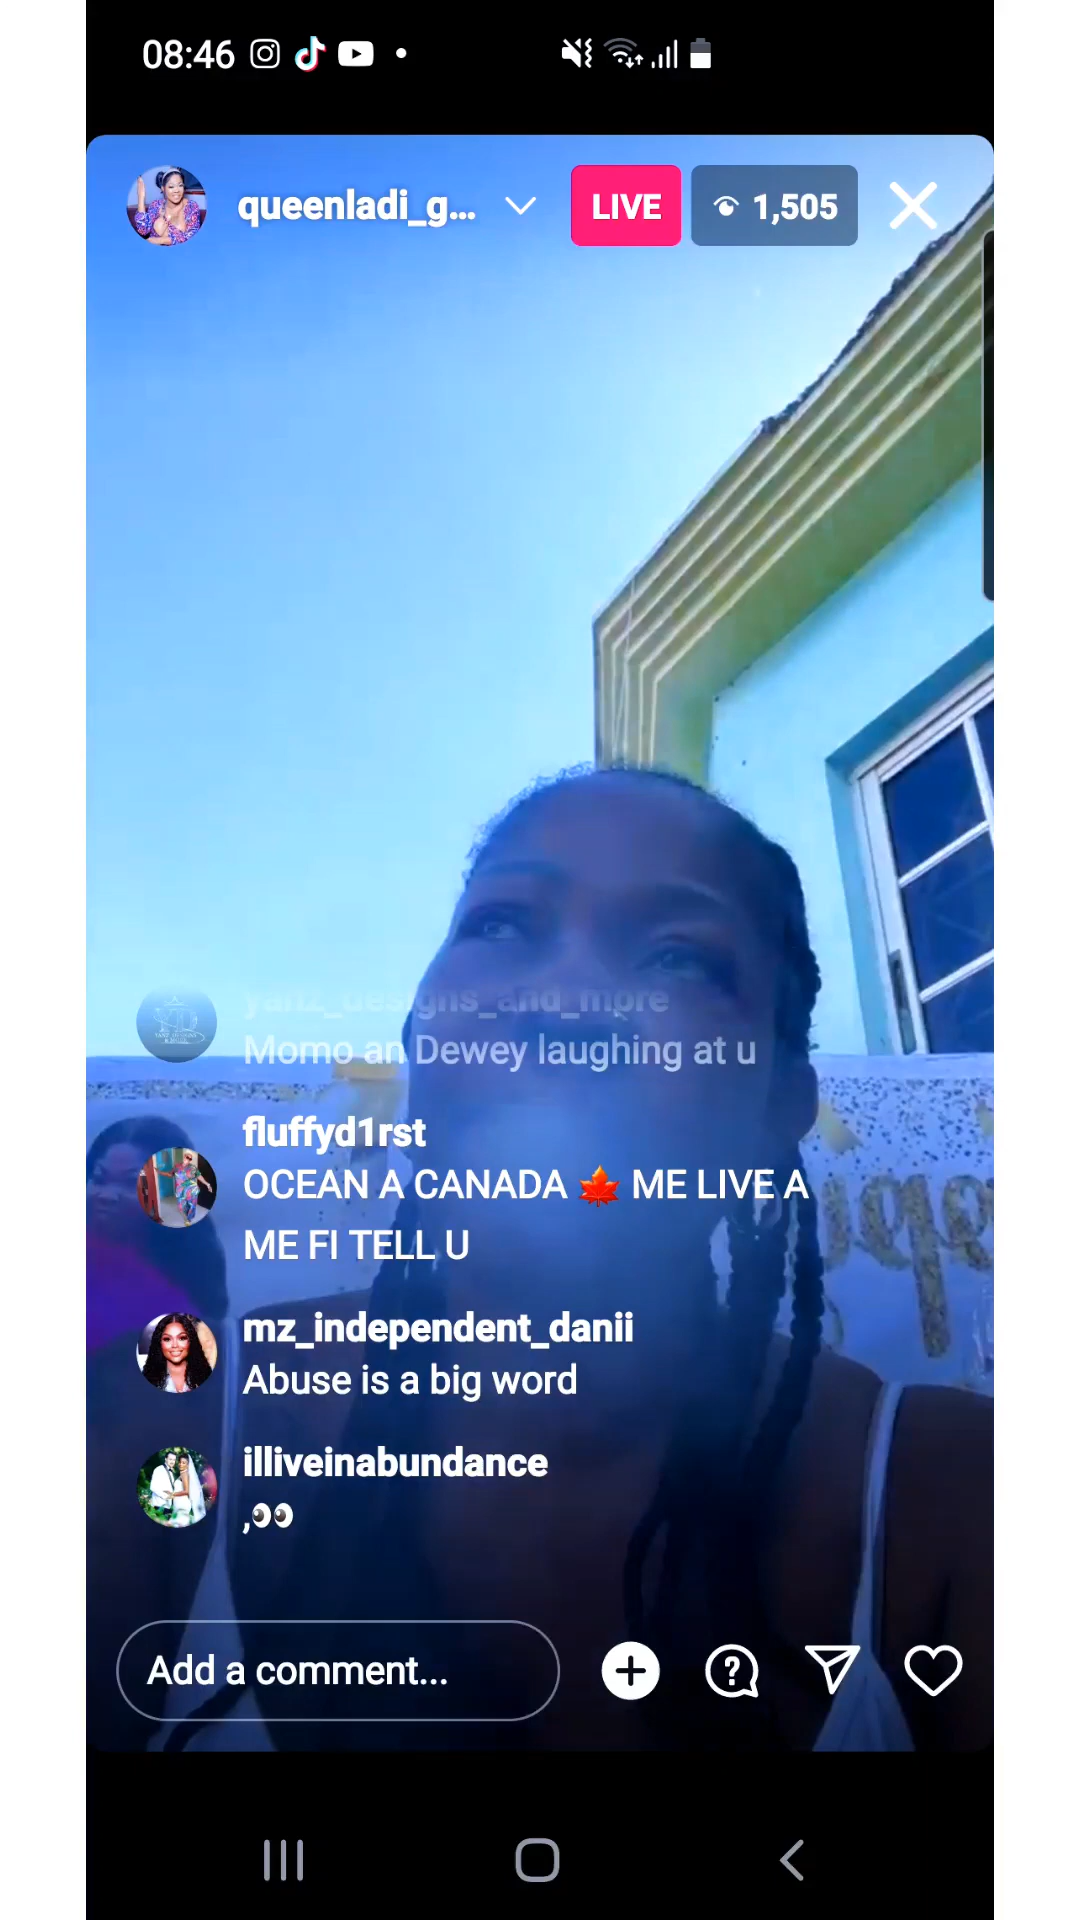 08:46
queenladi_g...
LIVE
1,505
yanz_designs_and_more
Momo an Dewey laughing at u
fluffyd1rst
OCEAN A CANADA 🍁 ME LIVE A
ME FI TELL U
mz_independent_danii
Abuse is a big word
illiveinabundance
,👀
Add a comment...